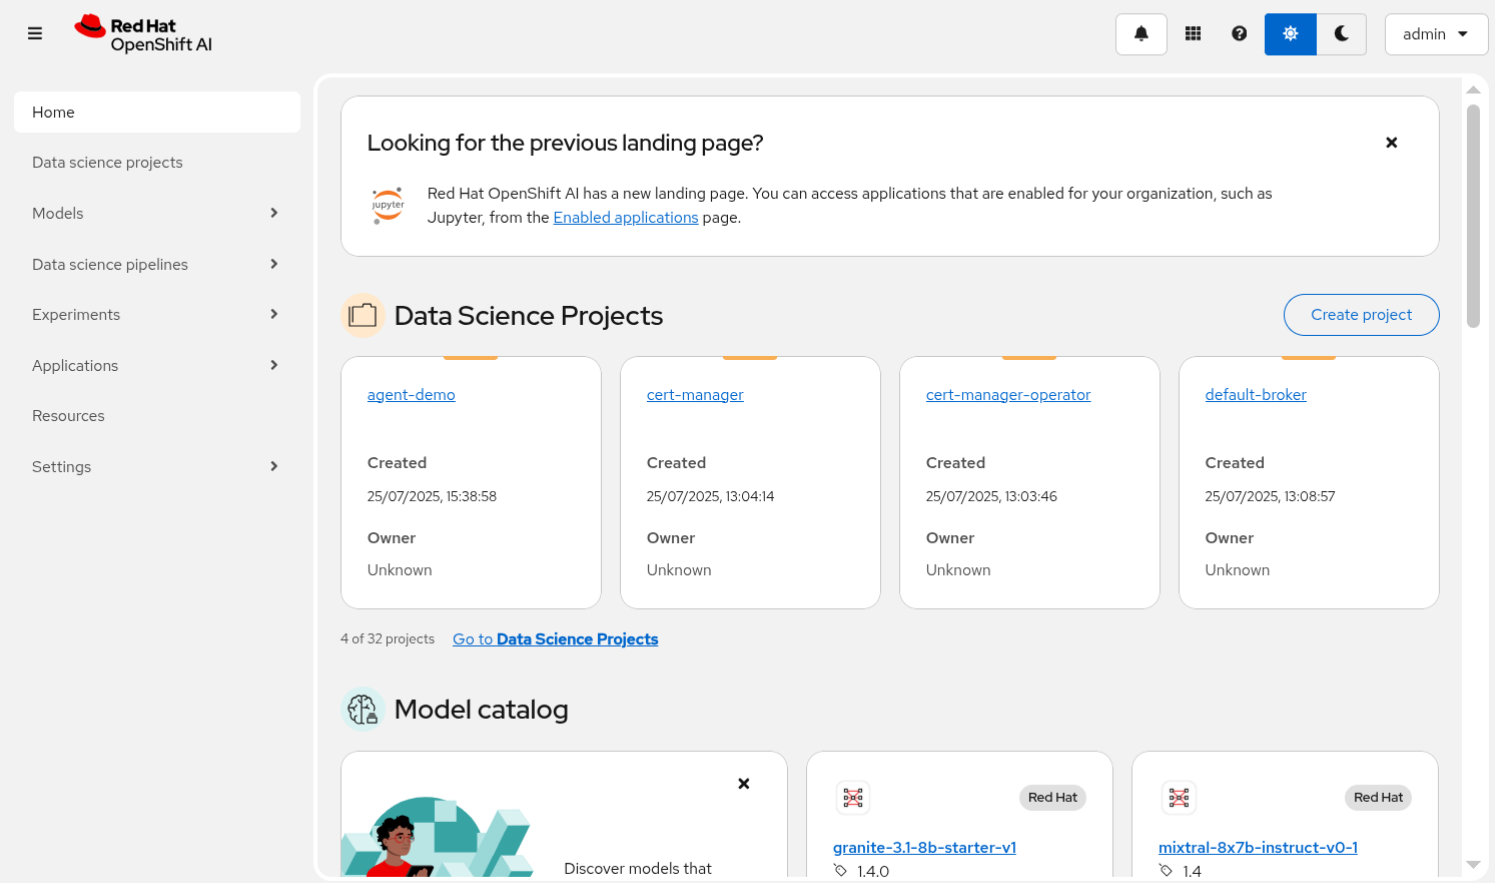 Red Hat
OpenShift AI
admin
Home
Data science projects
Models
Data science pipelines
Experiments
Applications
Resources
Settings
Looking for the previous landing page?
jupyter
Red Hat OpenShift AI has a new landing page. You can access applications that are enabled for your organization, such as
Jupyter, from the Enabled applications page.
Data Science Projects
Create project
agent-demo
Created
25/07/2025, 15:38:58
Owner
Unknown
cert-manager
Created
25/07/2025, 13:04:14
Owner
Unknown
cert-manager-operator
Created
25/07/2025, 13:03:46
Owner
Unknown
default-broker
Created
25/07/2025, 13:08:57
Owner
Unknown
4 of 32 projects Go to Data Science Projects
Model catalog
Discover models that
Red Hat
granite-3.1-8b-starter-v1
1.4.0
Red Hat
mixtral-8x7b-instruct-v0-1
1.4